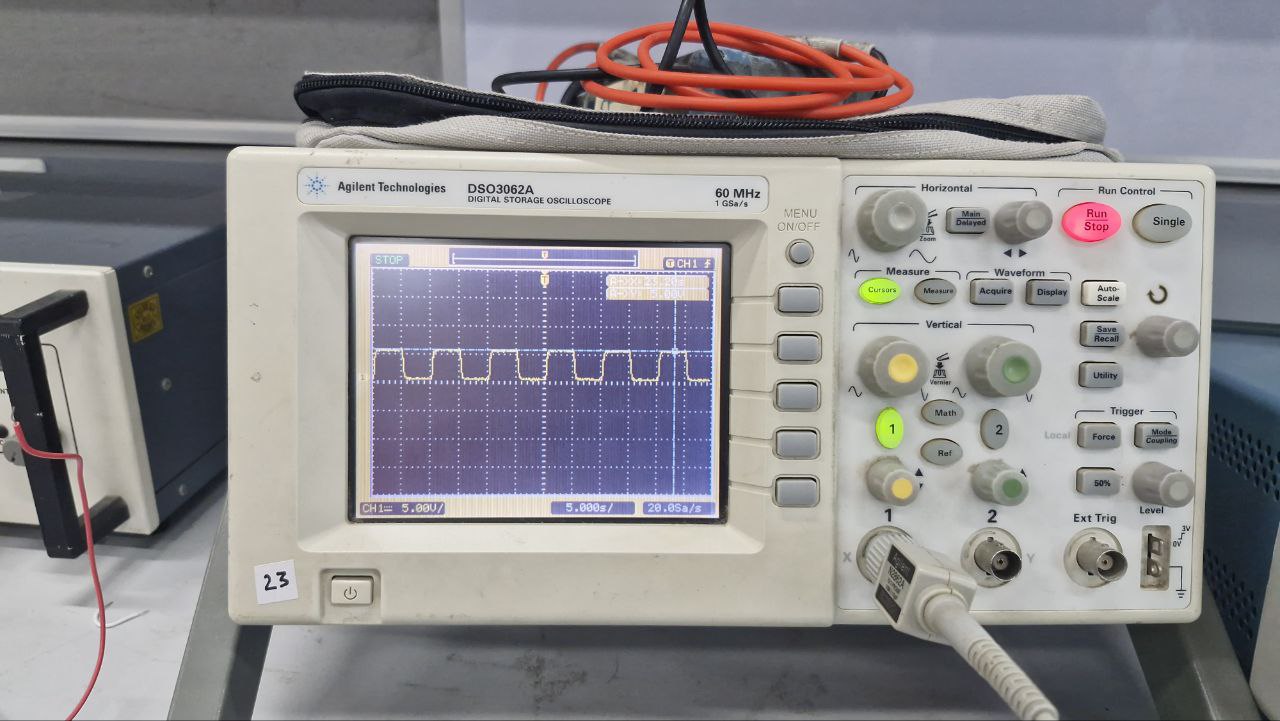 Agilent Technologies
DSO3062A
DIGITAL STORAGE OSCILLOSCOPE
60 MHz
1 GSa/s
MENU
ON/OFF
STOP
T
T CH1
T
1
CH1 5.00V/
5.000s/
20.0Sa/s
23
Horizontal
Zoom
Main
Delayed
Run Control
Run
Stop
Single
Measure
Cursors
Measure
Waveform
Acquire
Display
Auto-
Scale
Save
Recall
Utility
Vertical
Vernier
1
Math
2
Ref
Trigger
Local
Force
Mode
Coupling
50%
Level
1
2
Ext Trig
X
Y
3V
0V
Agilent